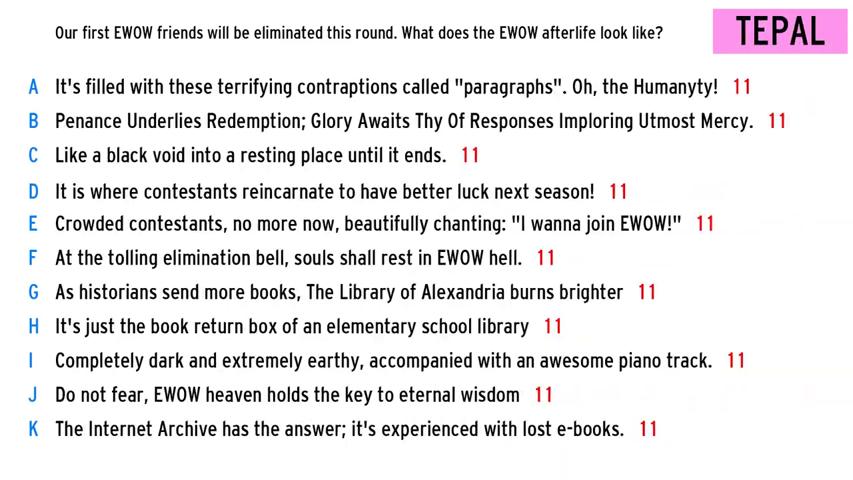 Our first EWOW friends will be eliminated this round. What does the EWOW afterlife look like?
TEPAL
A It's filled with these terrifying contraptions called "paragraphs". Oh, the Humanyty! 11
B Penance Underlies Redemption; Glory Awaits Thy Of Responses Imploring Utmost Mercy. 11
C Like a black void into a resting place until it ends. 11
D It is where contestants reincarnate to have better luck next season! 11
E Crowded contestants, no more now, beautifully chanting: "I wanna join EWOW!" 11
F At the tolling elimination bell, souls shall rest in EWOW hell. 11
G As historians send more books, The Library of Alexandria burns brighter 11
H It's just the book return box of an elementary school library 11
I Completely dark and extremely earthy, accompanied with an awesome piano track. 11
J Do not fear, EWOW heaven holds the key to eternal wisdom 11
K The Internet Archive has the answer; it's experienced with lost e-books. 11